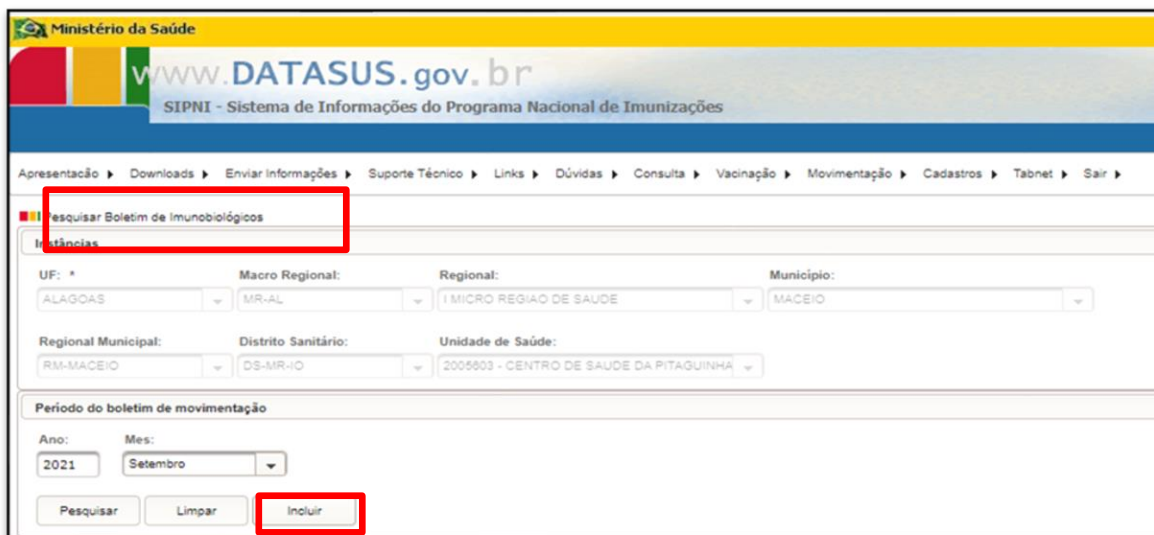 Ministério da Saúde
www.DATASUS.gov.br
SIPNI - Sistema de Informações do Programa Nacional de Imunizações
Apresentacão Downloads Enviar Informações Suporte Técnico Links Dúvidas Consulta Vacinação Movimentação Cadastros Tabnet Sair
Pesquisar Boletim de Imunobiológicos
Instâncias
UF: * Macro Regional: Regional: Município:
ALAGOAS MR-AL I MICRO REGIAO DE SAUDE MACEIO
Regional Municipal: Distrito Sanitário: Unidade de Saúde:
RM-MACEIO DS-MR-IO 2005603 - CENTRO DE SAUDE DA PITAGUINHA
Período do boletim de movimentação
Ano: Mes:
2021 Setembro
Pesquisar Limpar Incluir